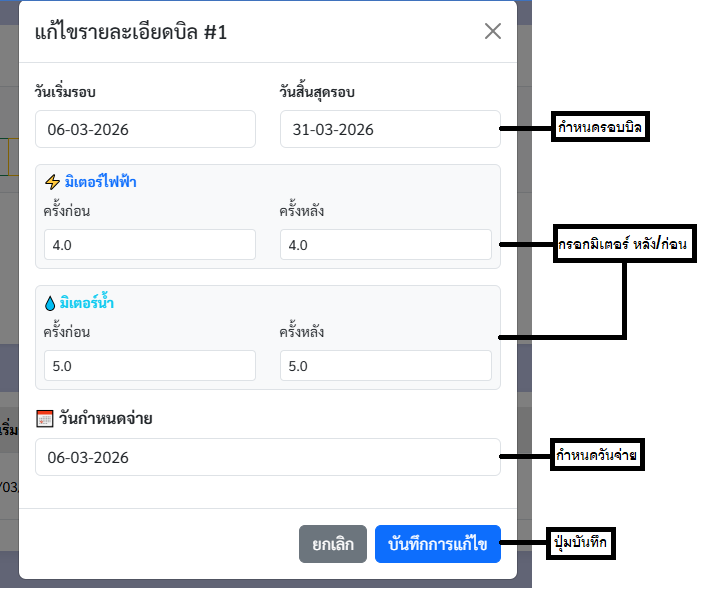 แก้ไขรายละเอียดบิล #1
วันเริ่มรอบ
วันสิ้นสุดรอบ
06-03-2026
31-03-2026
กำหนดรอบบิล
มิเตอร์ไฟฟ้า
ครั้งก่อน
ครั้งหลัง
4.0
4.0
กรอกมิเตอร์ หลัง/ก่อน
มิเตอร์น้ำ
ครั้งก่อน
ครั้งหลัง
5.0
5.0
วันกำหนดจ่าย
06-03-2026
กำหนดวันจ่าย
ยกเลิก
บันทึกการแก้ไข
ปุ่มบันทึก